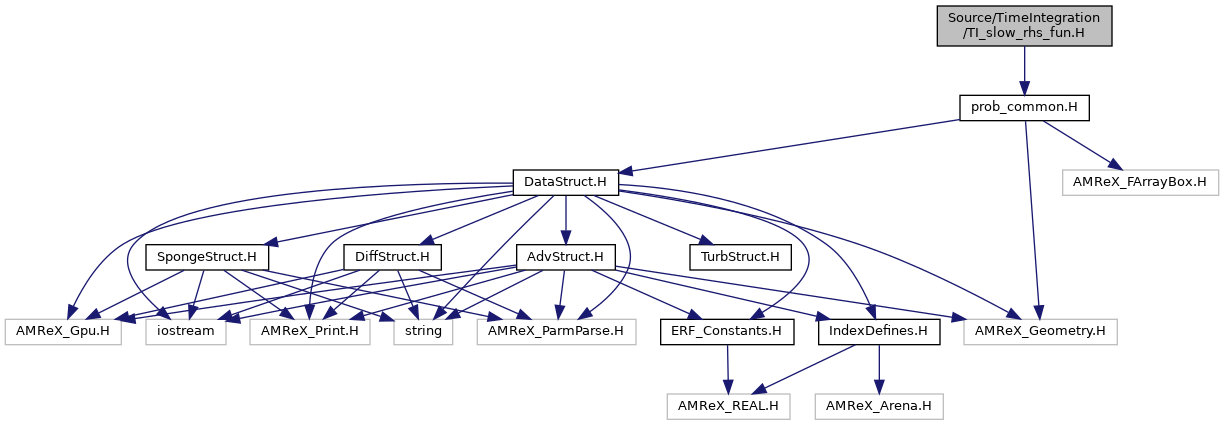 Source/TimeIntegration
/TI_slow_rhs_fun.H
prob_common.H
DataStruct.H
AMReX_FArrayBox.H
SpongeStruct.H
DiffStruct.H
AdvStruct.H
TurbStruct.H
AMReX_Gpu.H
iostream
AMReX_Print.H
string
AMReX_ParmParse.H
ERF_Constants.H
IndexDefines.H
AMReX_Geometry.H
AMReX_REAL.H
AMReX_Arena.H